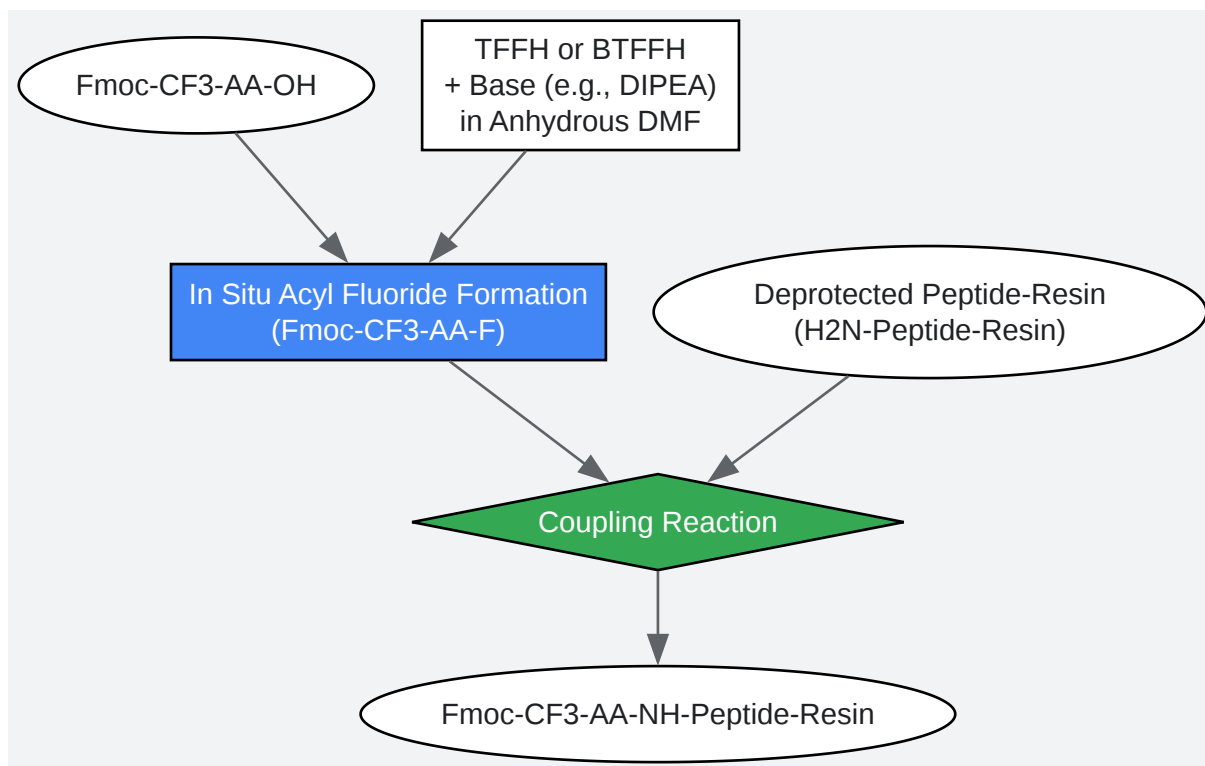 Fmoc-CF3-AA-OH
TFFH or BTFFH
+ Base (e.g., DIPEA)
in Anhydrous DMF
In Situ Acyl Fluoride Formation
(Fmoc-CF3-AA-F)
Deprotected Peptide-Resin
(H2N-Peptide-Resin)
Coupling Reaction
Fmoc-CF3-AA-NH-Peptide-Resin